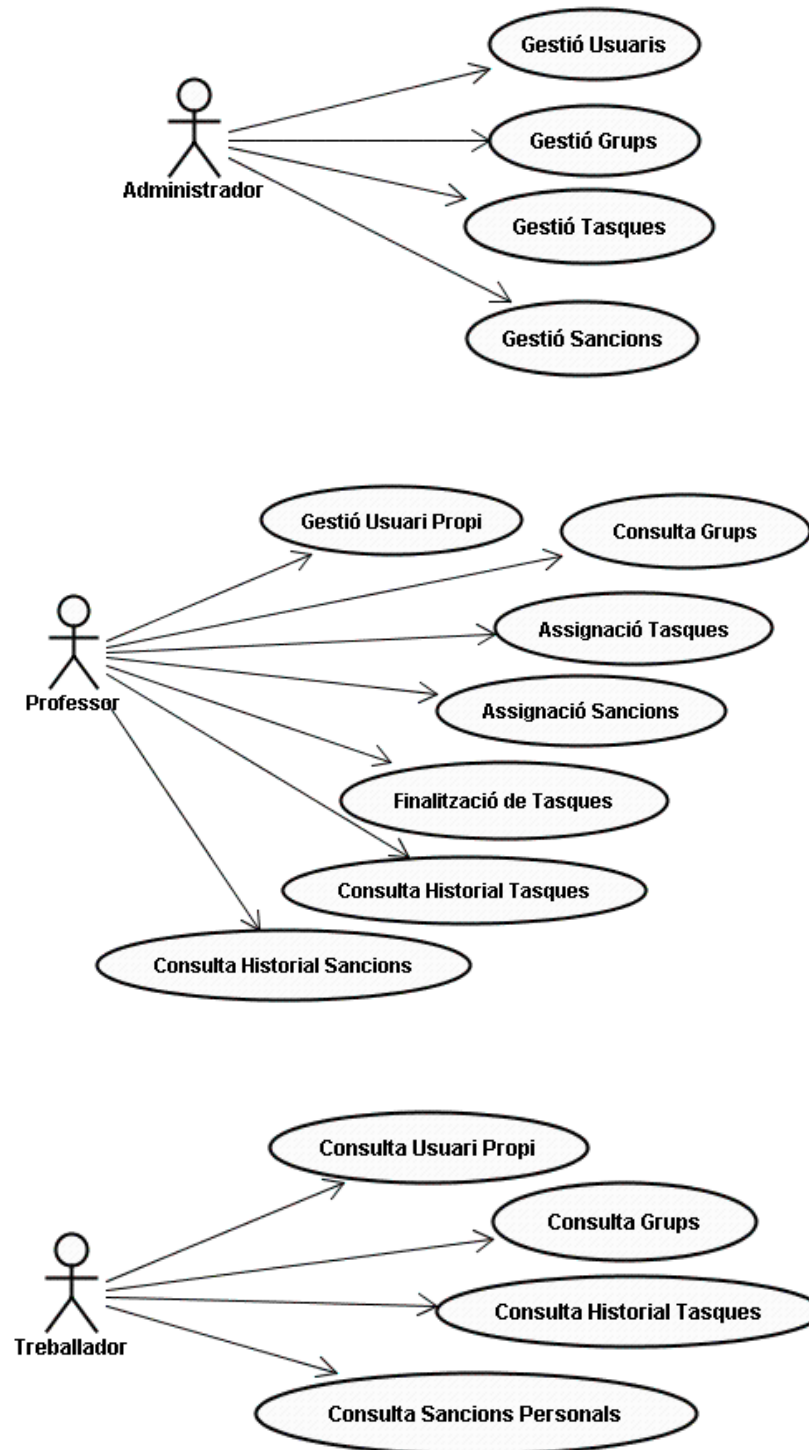 Gestió Usuaris
Gestió Grups
Administrador
Gestió Tasques
Gestió Sancions
Gestió Usuari Propi
Consulta Grups
Assignació Tasques
Professor
Assignació Sancions
Finalització de Tasques
Consulta Historial Tasques
Consulta Historial Sancions
Consulta Usuari Propi
Consulta Grups
Consulta Historial Tasques
Treballador
Consulta Sancions Personals